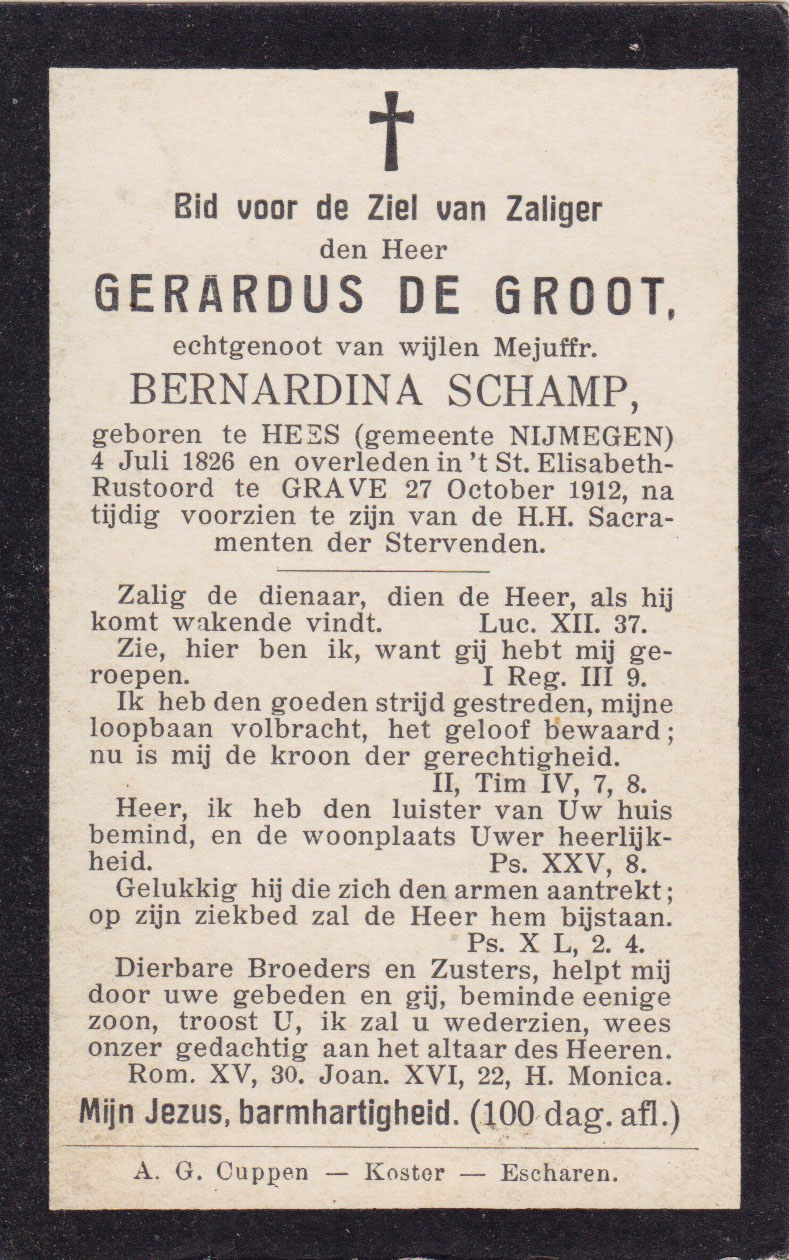 Bid voor de Ziel van Zaliger
den Heer
GERARDUS DE GROOT,
echtgenoot van wijlen Mejuffr.
BERNARDINA SCHAMP,
geboren te HEES (gemeente NIJMEGEN)
4 Juli 1826 en overleden in 't St. Elisabeth-
Rustoord te GRAVE 27 October 1912, na
tijdig voorzien te zijn van de H.H. Sacra-
menten der Stervenden.
Zalig de dienaar, dien de Heer, als hij
komt wakende vindt. Luc. XII. 37.
Zie, hier ben ik, want gij hebt mij ge-
roepen. I Reg. III 9.
Ik heb den goeden strijd gestreden, mijne
loopbaan volbracht, het geloof bewaard;
nu is mij de kroon der gerechtigheid.
II, Tim IV, 7, 8.
Heer, ik heb den luister van Uw huis
bemind, en de woonplaats Uwer heerlijk-
heid. Ps. XXV, 8.
Gelukkig hij die zich den armen aantrekt;
op zijn ziekbed zal de Heer hem bijstaan.
Ps. X L, 2. 4.
Dierbare Broeders en Zusters, helpt mij
door uwe gebeden en gij, beminde eenige
zoon, troost U, ik zal u wederzien, wees
onzer gedachtig aan het altaar des Heeren.
Rom. XV, 30. Joan. XVI, 22, H. Monica.
Mijn Jezus, barmhartigheid. (100 dag. afl.)
A. G. Cuppen — Koster — Escharen.